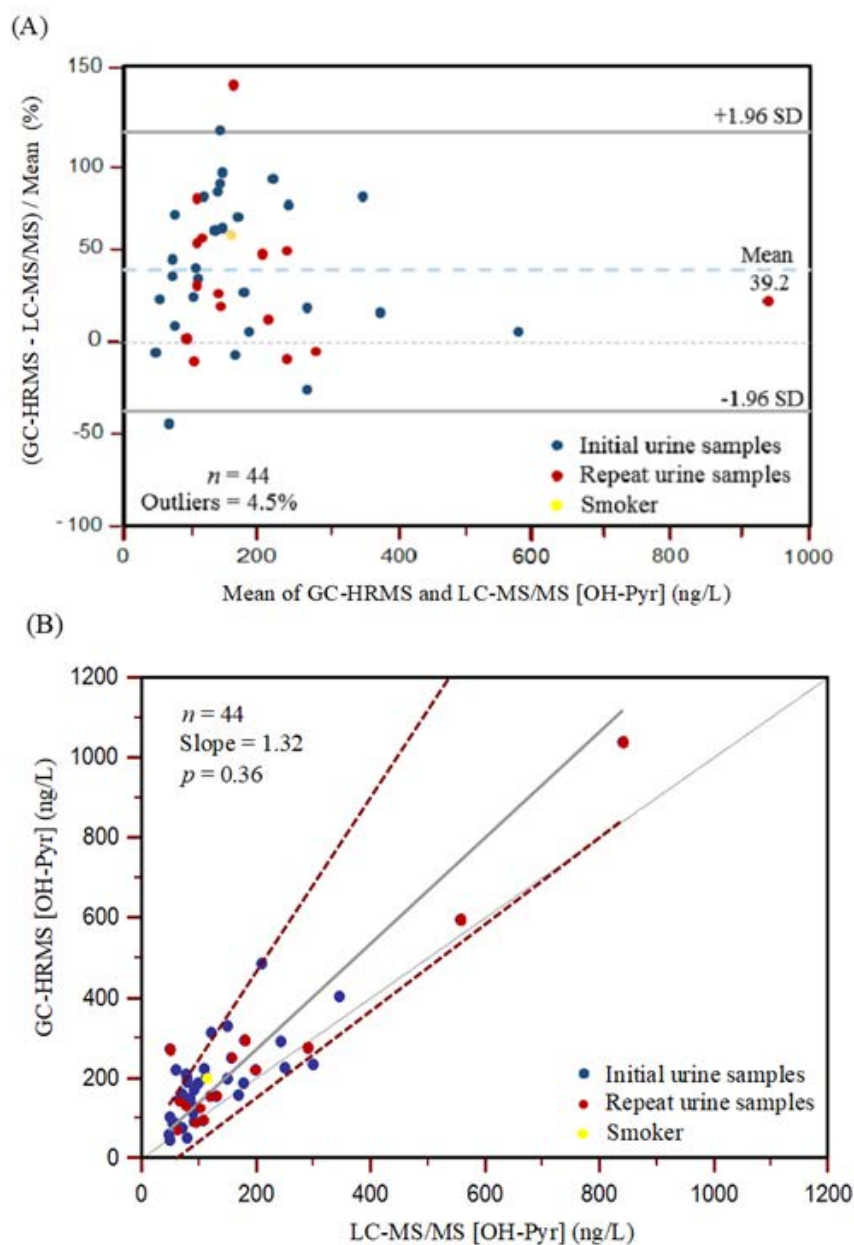 (A)
150
100
50
0
-50
-100
(GC-HRMS - LC-MS/MS) / Mean (%)
+1.96 SD
Mean
39.2
-1.96 SD
n = 44
Outliers = 4.5%
Initial urine samples
Repeat urine samples
Smoker
0
200
400
600
800
1000
Mean of GC-HRMS and LC-MS/MS [OH-Pyr] (ng/L)
(B)
1200
1000
800
600
400
200
0
GC-HRMS [OH-Pyr] (ng/L)
n = 44
Slope = 1.32
p = 0.36
Initial urine samples
Repeat urine samples
Smoker
0
200
400
600
800
1000
1200
LC-MS/MS [OH-Pyr] (ng/L)